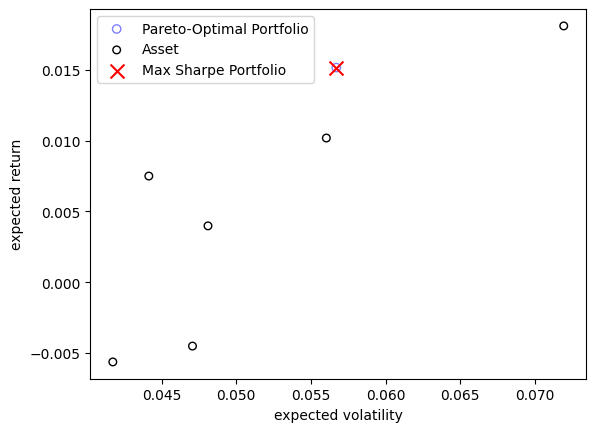 Pareto-Optimal Portfolio
Asset
Max Sharpe Portfolio
0.015
0.010
0.005
0.000
−0.005
expected return
0.045 0.050 0.055 0.060 0.065 0.070
expected volatility